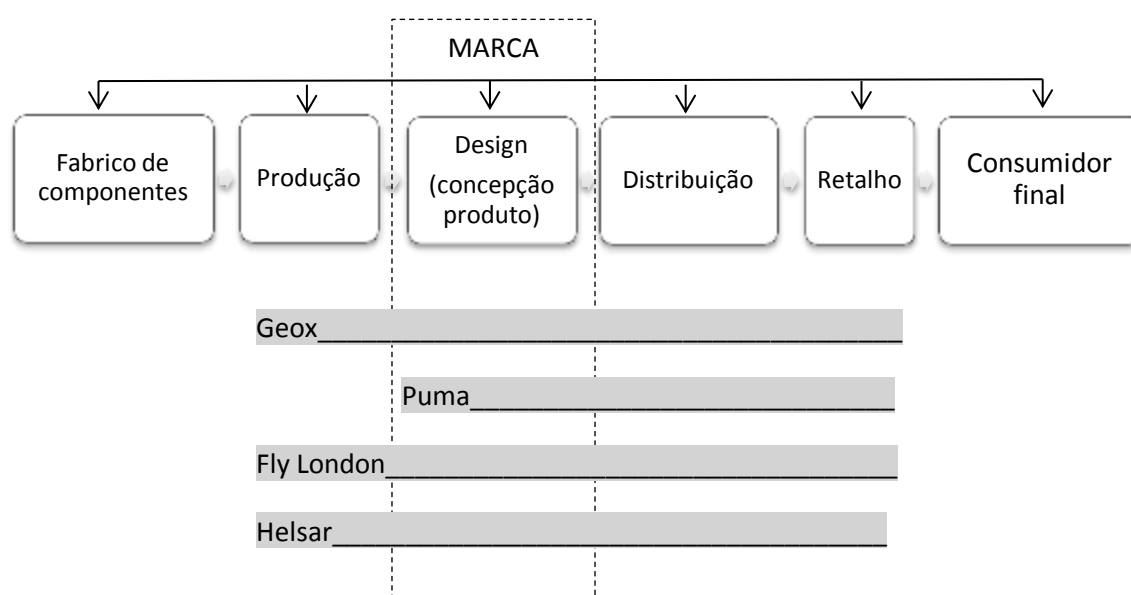 MARCA
Fabrico de
componentes
Produção
Design
(concepção
produto)
Distribuição
Retalho
Consumidor
final
Geox
Puma
Fly London
Helsar